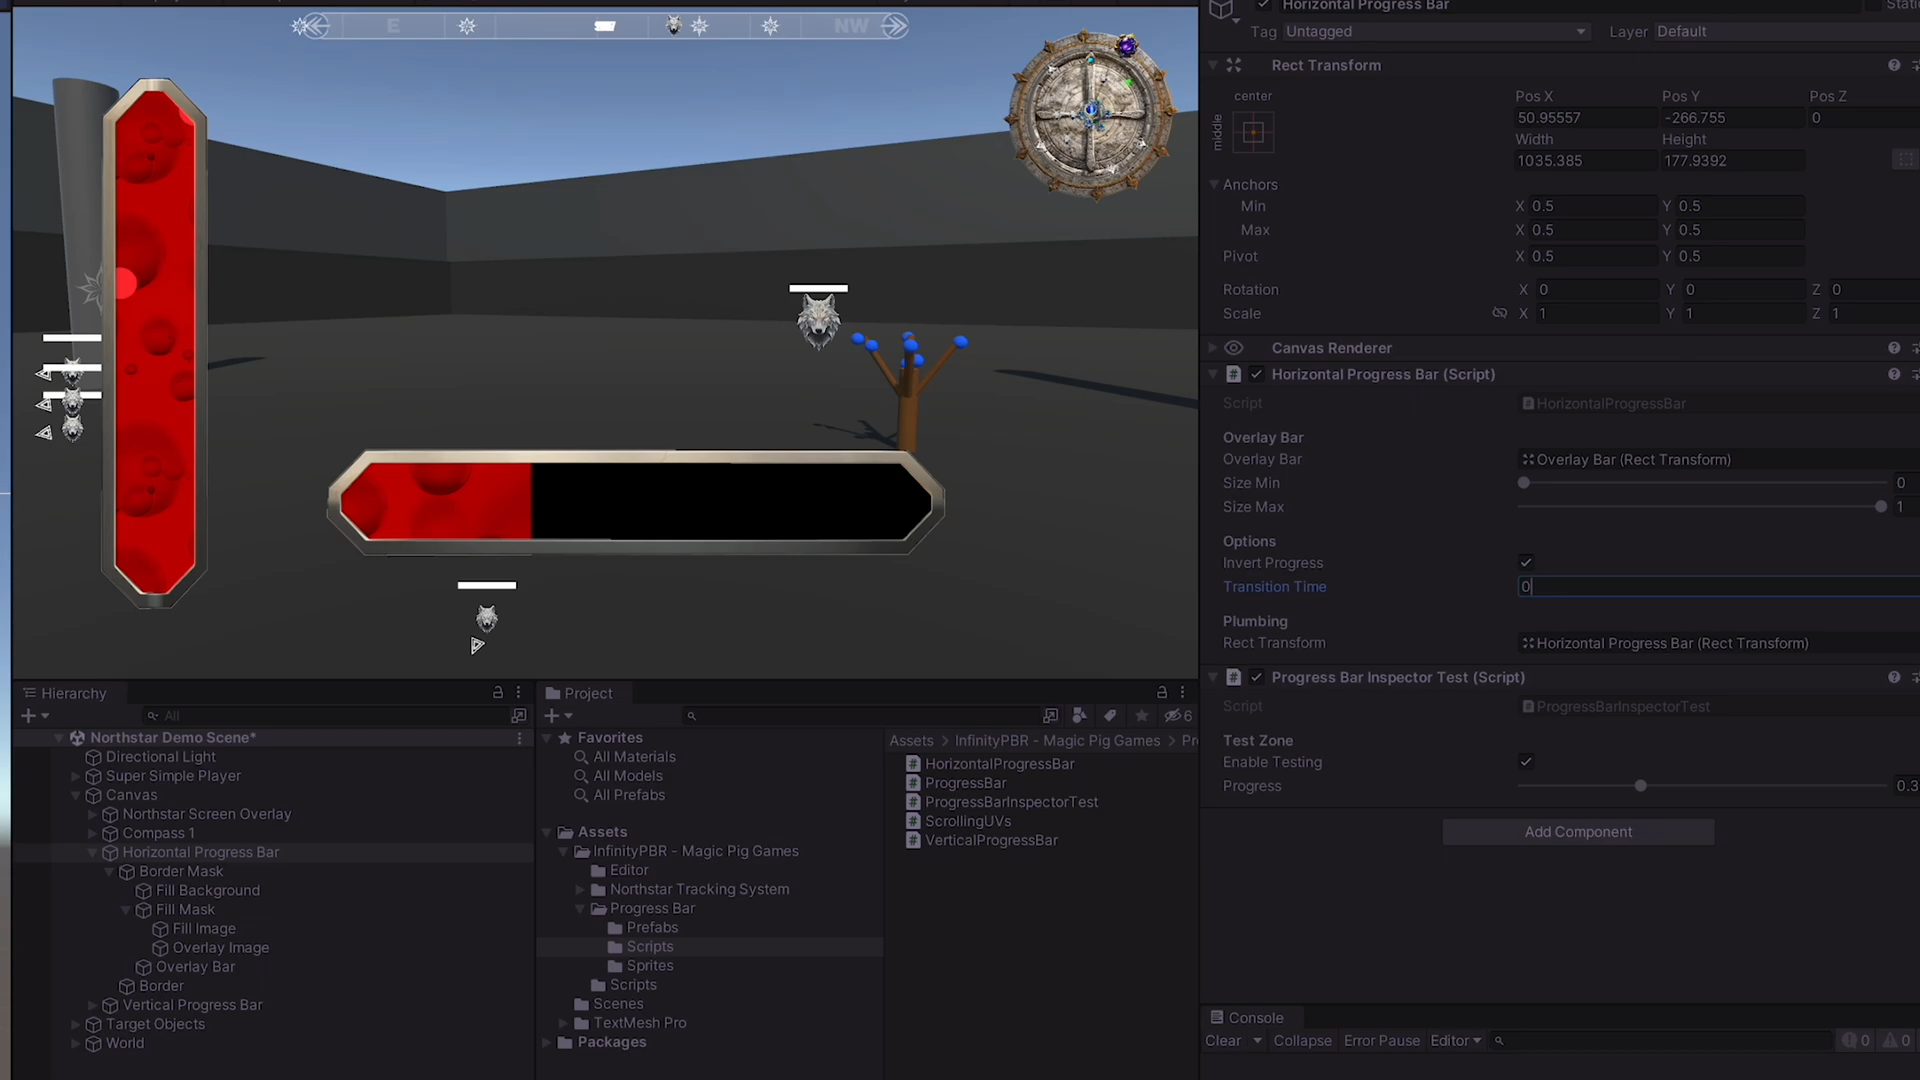 E
NW
Horizontal Progress Bar
Tag Untagged
Layer Default
Rect Transform
center
middle
Pos X Pos Y Pos Z
50.95557 -266.755 0
Width Height
1035.385 177.9392
Anchors
Min X 0.5 Y 0.5
Max X 0.5 Y 0.5
Pivot X 0.5 Y 0.5
Rotation X 0 Y 0 Z 0
Scale X 1 Y 1 Z 1
Canvas Renderer
# Horizontal Progress Bar (Script)
Script HorizontalProgressBar
Overlay Bar
Overlay Bar Overlay Bar (Rect Transform)
Size Min 0
Size Max 1
Options
Invert Progress
Transition Time 0
Plumbing
Rect Transform Horizontal Progress Bar (Rect Transform)
# Progress Bar Inspector Test (Script)
Script ProgressBarInspectorTest
Test Zone
Enable Testing
Progress 0.3
Add Component
Hierarchy
All
Northstar Demo Scene*
Directional Light
Super Simple Player
Canvas
Northstar Screen Overlay
Compass 1
Horizontal Progress Bar
Border Mask
Fill Background
Fill Mask
Fill Image
Overlay Image
Overlay Bar
Border
Vertical Progress Bar
Target Objects
World
Project
6
Favorites
All Materials
All Models
All Prefabs
Assets
InfinityPBR - Magic Pig Games
Editor
Northstar Tracking System
Progress Bar
Prefabs
Scripts
Sprites
Scripts
Scenes
TextMesh Pro
Packages
Assets > InfinityPBR - Magic Pig Games > Pr
# HorizontalProgressBar
# ProgressBar
# ProgressBarInspectorTest
# ScrollingUVs
# VerticalProgressBar
Console
Clear Collapse Error Pause Editor 0 0